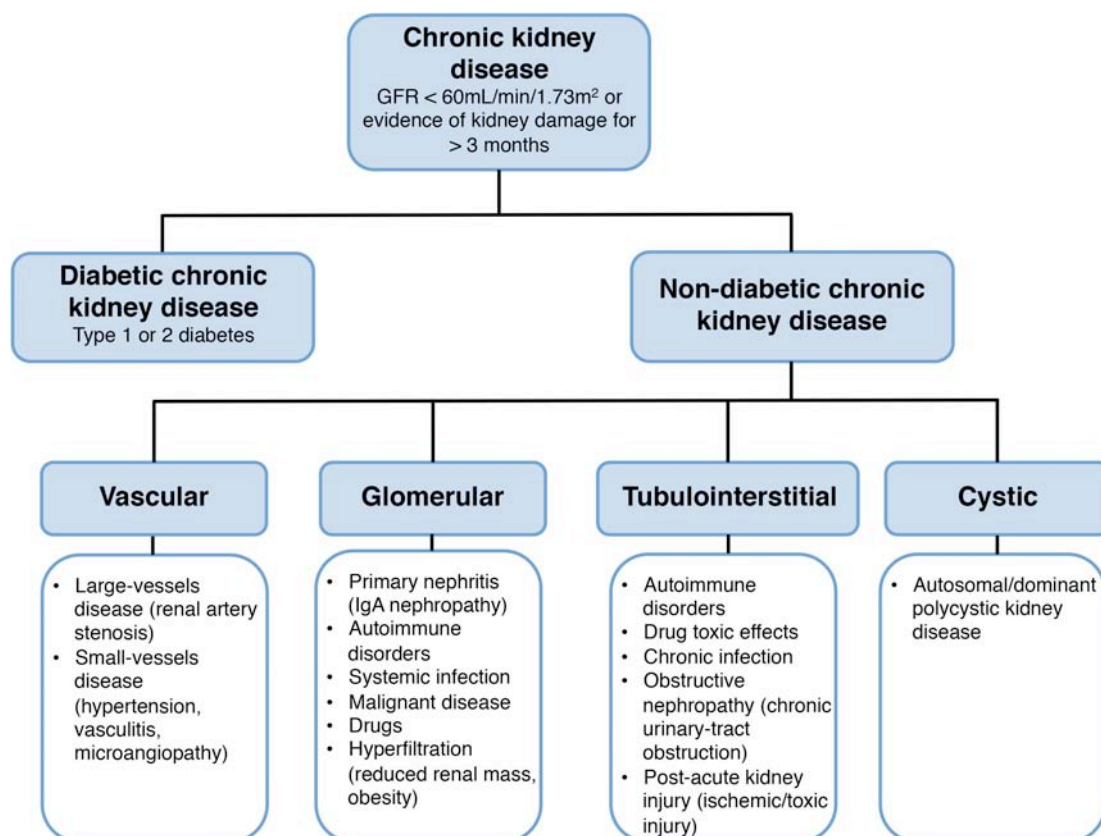 Chronic kidney
disease
GFR < 60mL/min/1.73m² or
evidence of kidney damage for
> 3 months
Diabetic chronic
kidney disease
Type 1 or 2 diabetes
Non-diabetic chronic
kidney disease
Vascular
• Large-vessels
disease (renal artery
stenosis)
• Small-vessels
disease
(hypertension,
vasculitis,
microangiopathy)
Glomerular
• Primary nephritis
(IgA nephropathy)
• Autoimmune
disorders
• Systemic infection
• Malignant disease
• Drugs
• Hyperfiltration
(reduced renal mass,
obesity)
Tubulointerstitial
• Autoimmune
disorders
• Drug toxic effects
• Chronic infection
• Obstructive
nephropathy (chronic
urinary-tract
obstruction)
• Post-acute kidney
injury (ischemic/toxic
injury)
Cystic
• Autosomal/dominant
polycystic kidney
disease